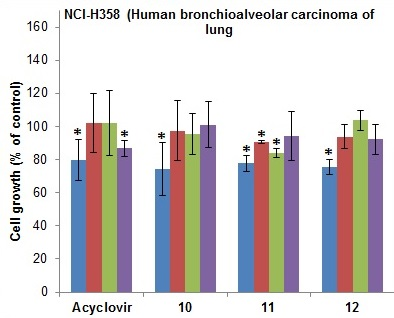 NCI-H358 (Human bronchioalveolar carcinoma of
lung
Cell growth (% of control)
160
140
120
100
80
60
40
20
0
* * * * * * *
Acyclovir 10 11 12